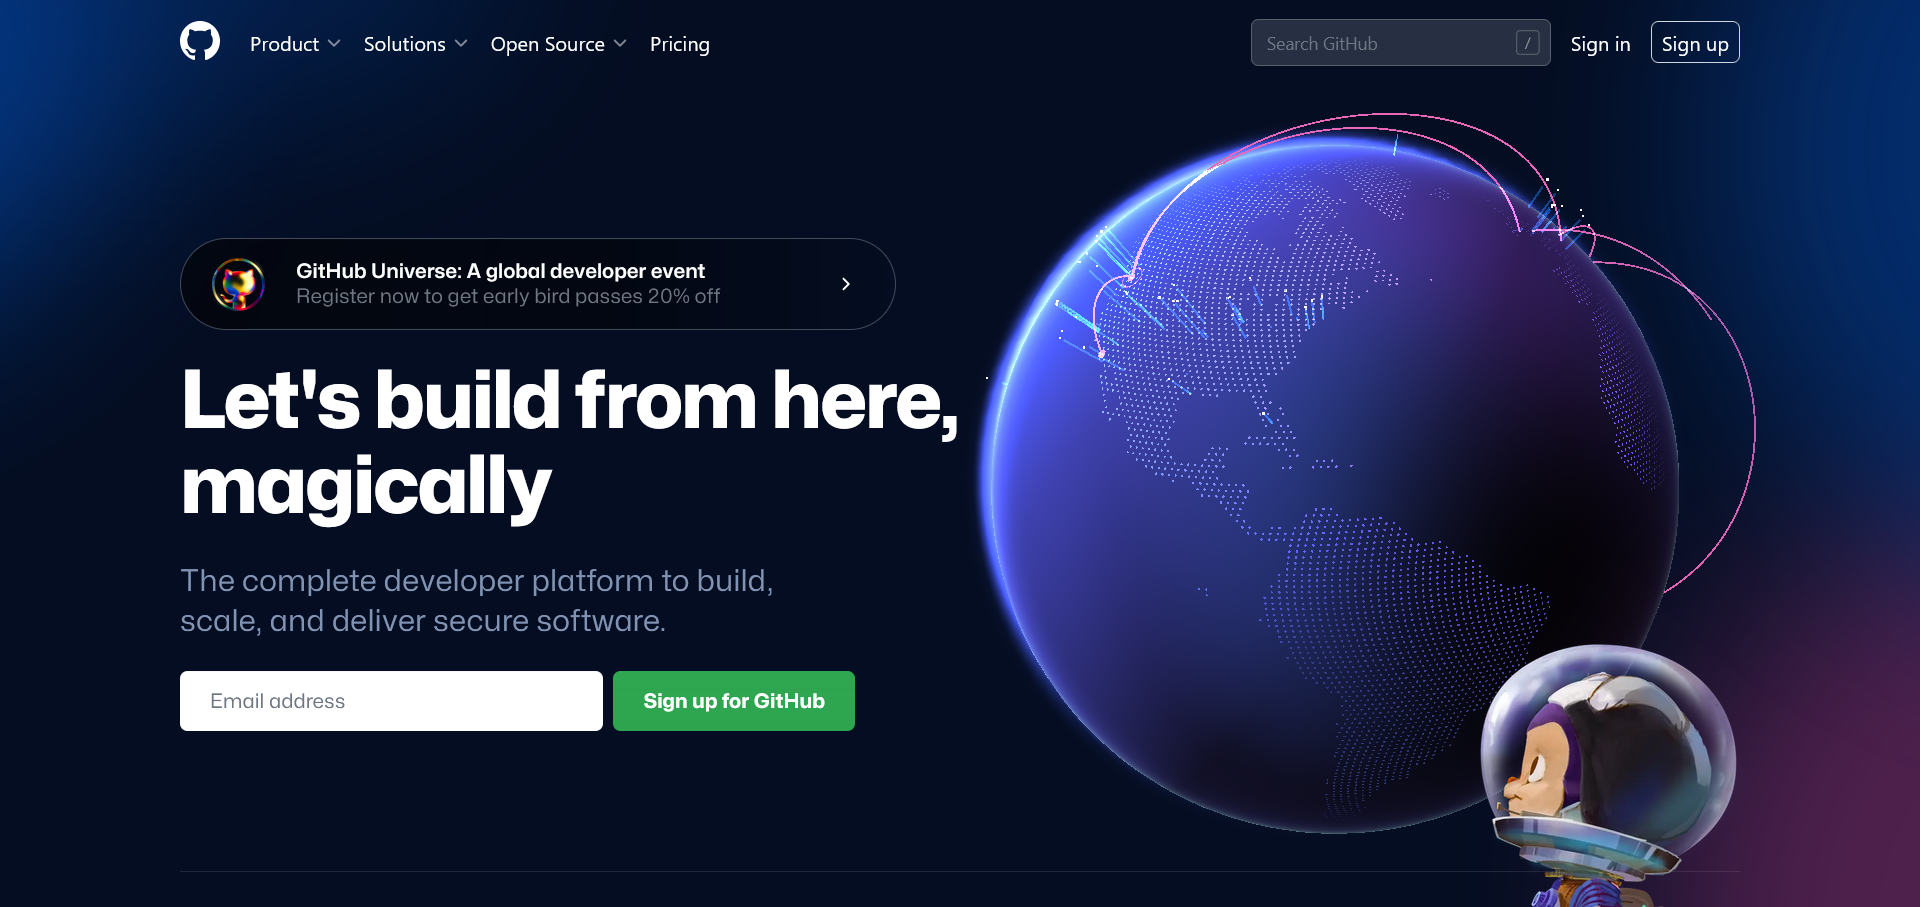 Product
Solutions
Open Source
Pricing
Search GitHub
/
Sign in
Sign up
GitHub Universe: A global developer event
Register now to get early bird passes 20% off
Let's build from here,
magically
The complete developer platform to build,
scale, and deliver secure software.
Email address
Sign up for GitHub